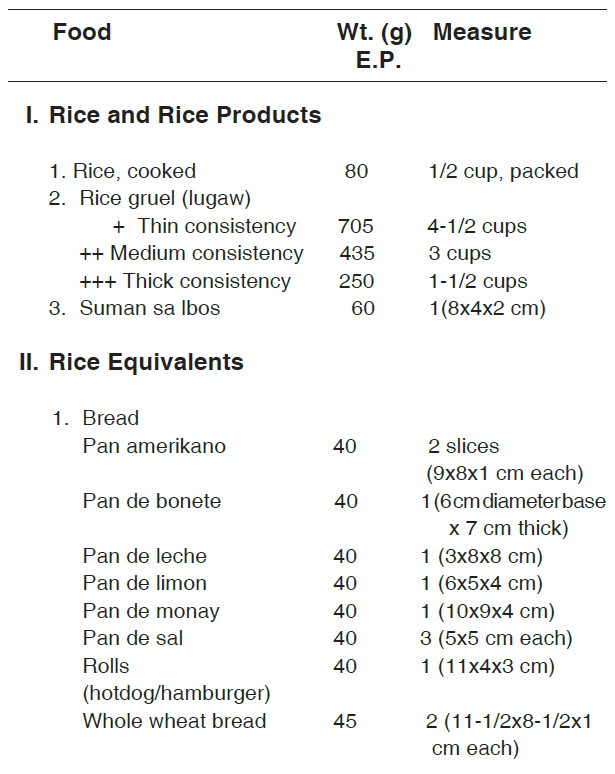 Food Wt. (g) Measure
E.P.
I. Rice and Rice Products
1. Rice, cooked 80 1/2 cup, packed
2. Rice gruel (lugaw)
+ Thin consistency 705 4-1/2 cups
++ Medium consistency 435 3 cups
+++ Thick consistency 250 1-1/2 cups
3. Suman sa Ibos 60 1(8x4x2 cm)
II. Rice Equivalents
1. Bread
Pan amerikano 40 2 slices
(9x8x1 cm each)
Pan de bonete 40 1(6cmdiameterbase
x 7 cm thick)
Pan de leche 40 1 (3x8x8 cm)
Pan de limon 40 1 (6x5x4 cm)
Pan de monay 40 1 (10x9x4 cm)
Pan de sal 40 3 (5x5 cm each)
Rolls 40 1 (11x4x3 cm)
(hotdog/hamburger)
Whole wheat bread 45 2 (11-1/2x8-1/2x1
cm each)